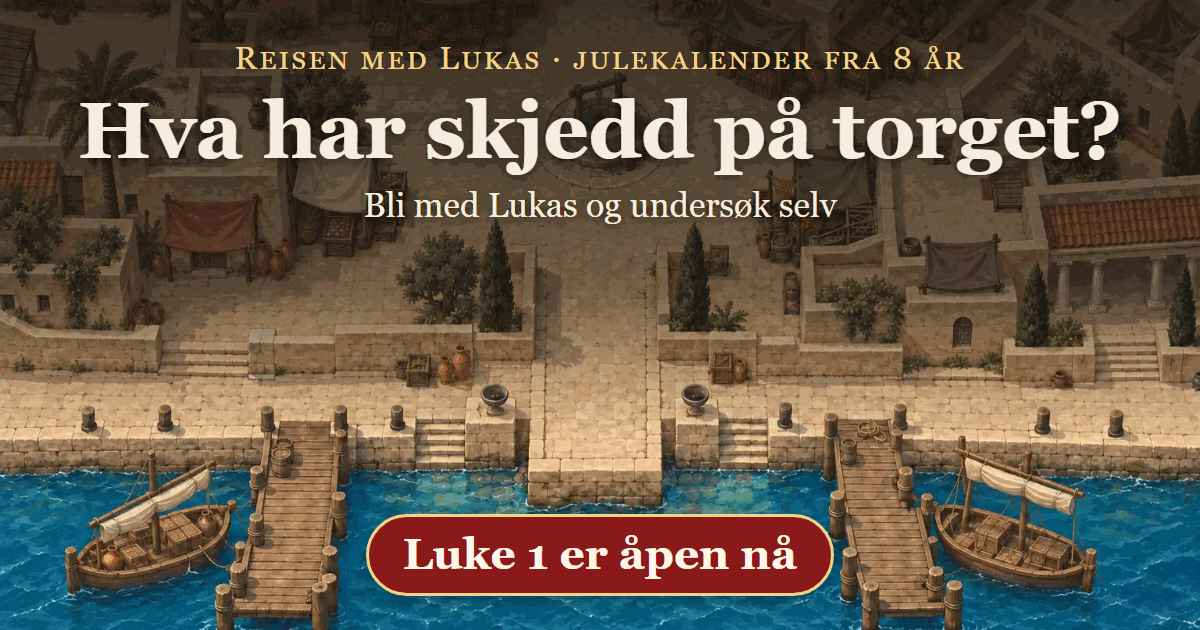 Reisen med Lukas · julekalender fra 8 år
Hva har skjedd på torget?
Bli med Lukas og undersøk selv
Luke 1 er åpen nå